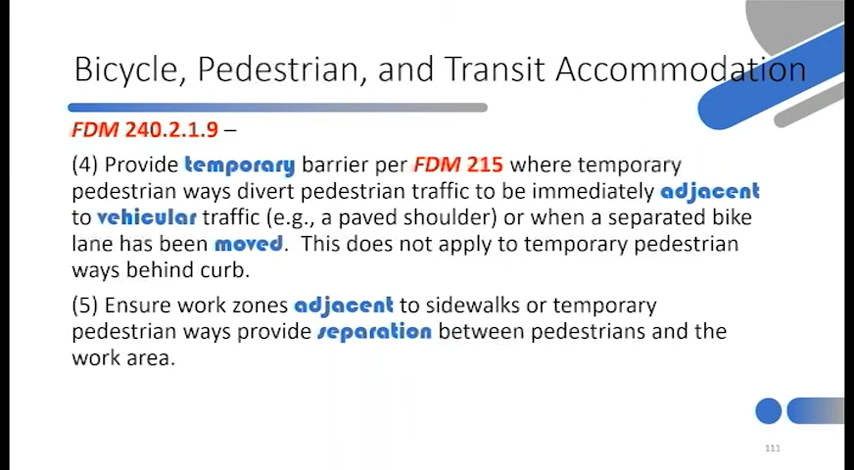 Bicycle, Pedestrian, and Transit Accommodation
FDM 240.2.1.9 –
(4) Provide temporary barrier per FDM 215 where temporary
pedestrian ways divert pedestrian traffic to be immediately adjacent
to vehicular traffic (e.g., a paved shoulder) or when a separated bike
lane has been moved.  This does not apply to temporary pedestrian
ways behind curb.
(5) Ensure work zones adjacent to sidewalks or temporary
pedestrian ways provide separation between pedestrians and the
work area.
111